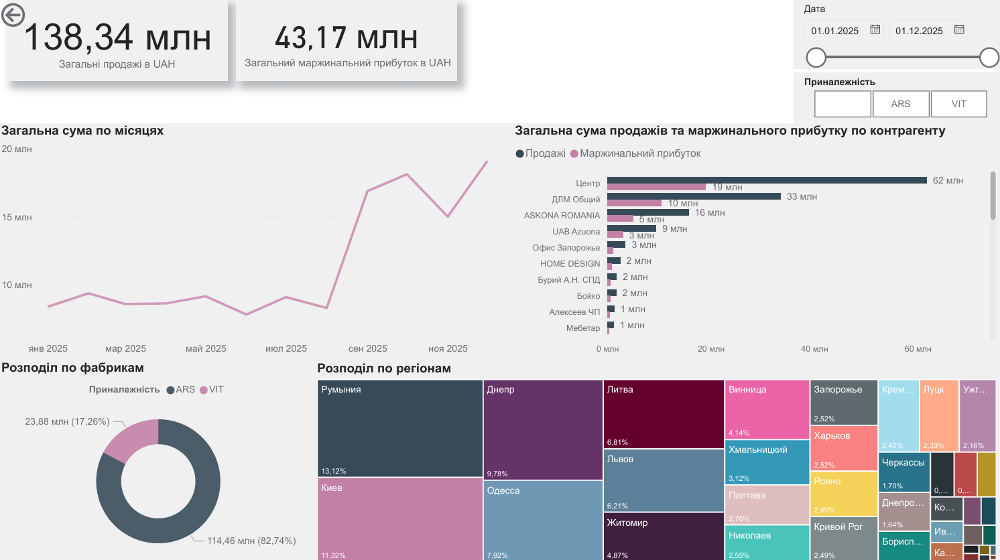 138,34 млн
Загальні продажі в UAH
43,17 млн
Загальний маржинальний прибуток в UAH
Дата
01.01.2025
01.12.2025
Приналежність
ARS
VIT
Загальна сума по місяцях
20 млн
15 млн
10 млн
янв 2025
мар 2025
май 2025
июл 2025
сен 2025
ноя 2025
Загальна сума продажів та маржинального прибутку по контрагенту
Продажі
Маржинальний прибуток
Центр
62 млн
19 млн
ДЛМ Общий
33 млн
10 млн
ASKONA ROMANIA
16 млн
5 млн
UAB Azuona
9 млн
3 млн
Офис Запорожье
3 млн
HOME DESIGN
2 млн
Бурий А.Н. СПД
2 млн
Бойко
2 млн
Алексеев ЧП
1 млн
Мебетар
1 млн
0 млн
20 млн
40 млн
60 млн
Розподіл по фабрикам
Приналежність
ARS
VIT
23,88 млн (17,26%)
114,46 млн (82,74%)
Розподіл по регіонам
Румыния
13,12%
Киев
11,32%
Днепр
9,78%
Одесса
7,92%
Литва
6,81%
Львов
6,21%
Житомир
4,87%
Винница
4,14%
Хмельницкий
3,12%
Полтава
2,76%
Николаев
2,55%
Запорожье
2,52%
Харьков
2,52%
Ровно
2,49%
Кривой Рог
2,49%
Крем…
2,42%
Луцк
2,33%
Ужг…
2,16%
Черкассы
1,70%
Днепро…
1,64%
Борисп…
0,…
0,…
Ко…
Ив…
Ка…